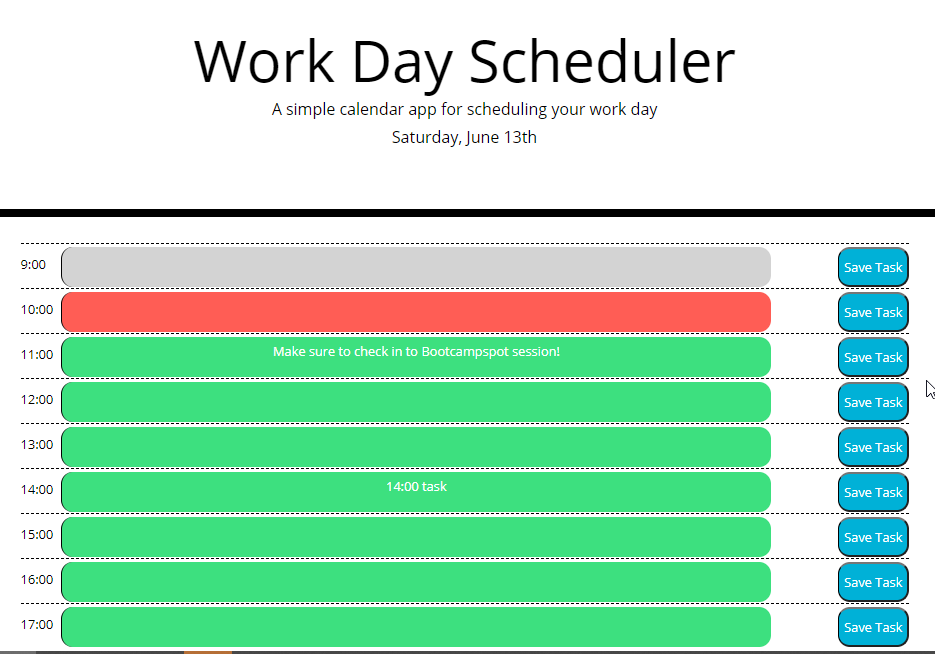 Work Day Scheduler
A simple calendar app for scheduling your work day
Saturday, June 13th
9:00 Save Task
10:00 Save Task
11:00 Make sure to check in to Bootcampspot session! Save Task
12:00 Save Task
13:00 Save Task
14:00 14:00 task Save Task
15:00 Save Task
16:00 Save Task
17:00 Save Task